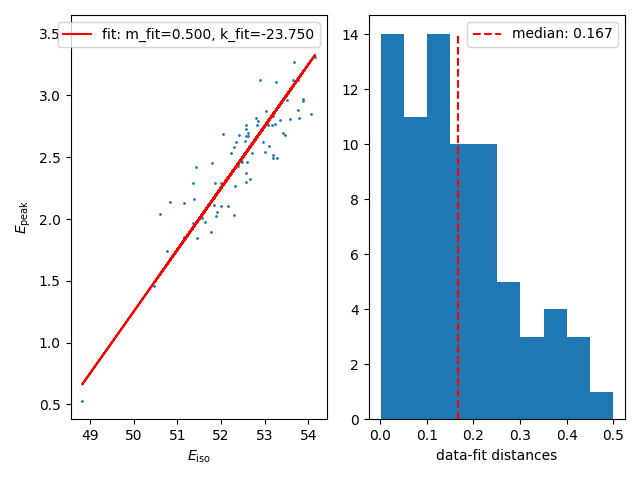 fit: m_fit=0.500, k_fit=-23.750
3.5
3.0
2.5
2.0
1.5
1.0
0.5
E_peak
49 50 51 52 53 54
E_iso
median: 0.167
14
12
10
8
6
4
2
0
0.0 0.1 0.2 0.3 0.4 0.5
data-fit distances